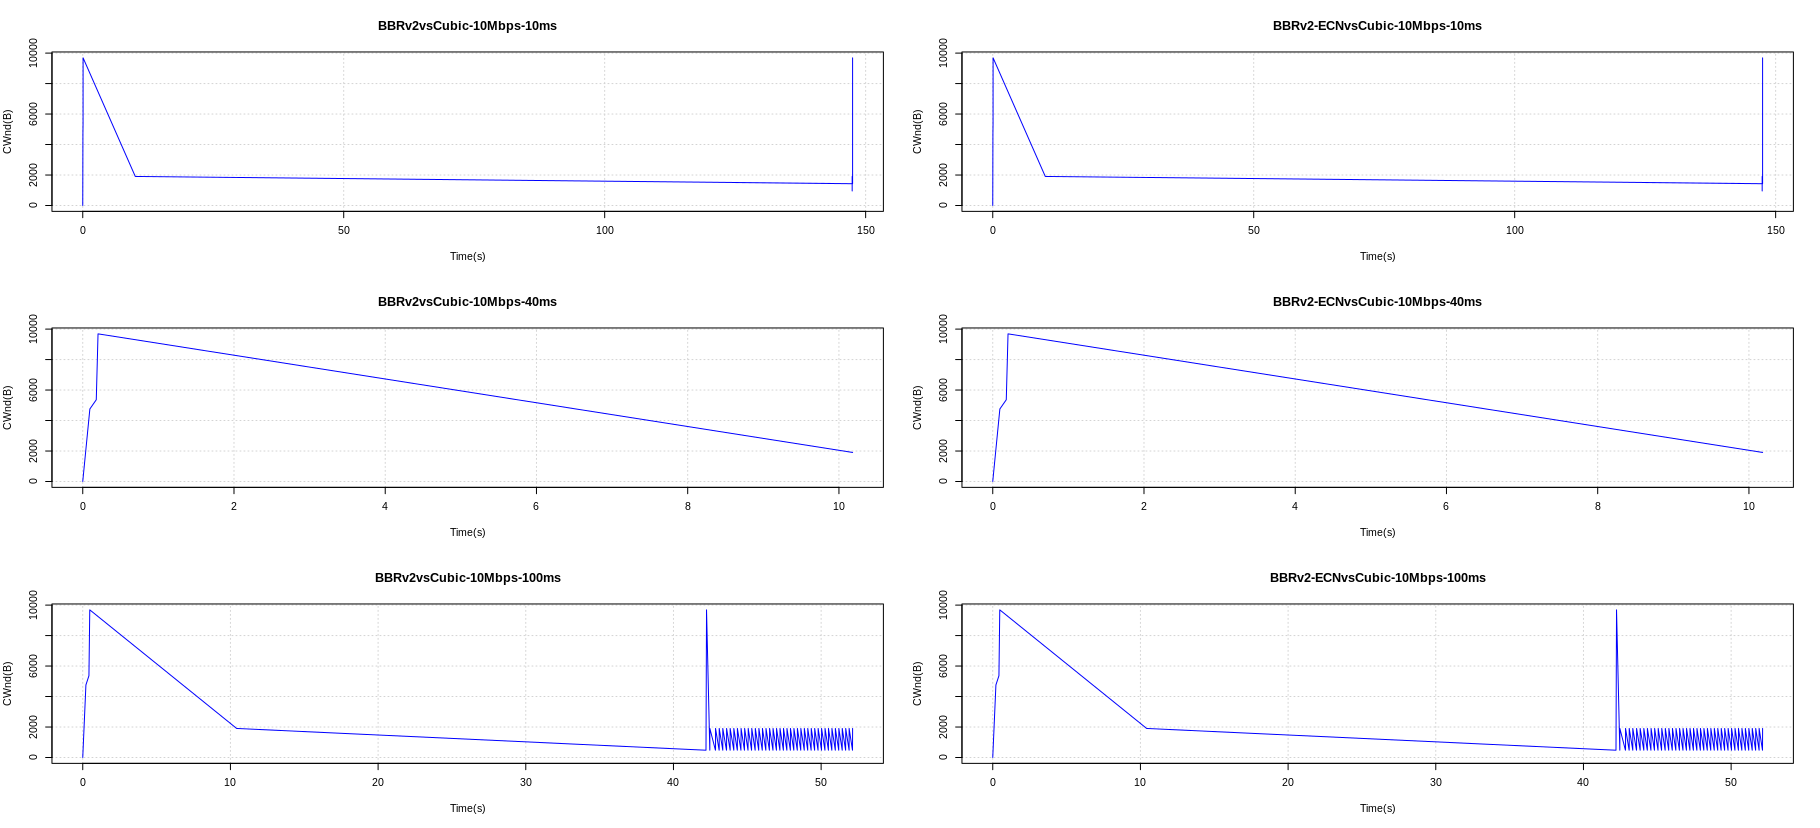 BBRv2vsCubic-10Mbps-10ms
CWnd(B)
10000
6000
2000
0
0 50 100 150
Time(s)
BBRv2-ECNvsCubic-10Mbps-10ms
CWnd(B)
10000
6000
2000
0
0 50 100 150
Time(s)
BBRv2vsCubic-10Mbps-40ms
CWnd(B)
10000
6000
2000
0
0 2 4 6 8 10
Time(s)
BBRv2-ECNvsCubic-10Mbps-40ms
CWnd(B)
10000
6000
2000
0
0 2 4 6 8 10
Time(s)
BBRv2vsCubic-10Mbps-100ms
CWnd(B)
10000
6000
2000
0
0 10 20 30 40 50
Time(s)
BBRv2-ECNvsCubic-10Mbps-100ms
CWnd(B)
10000
6000
2000
0
0 10 20 30 40 50
Time(s)